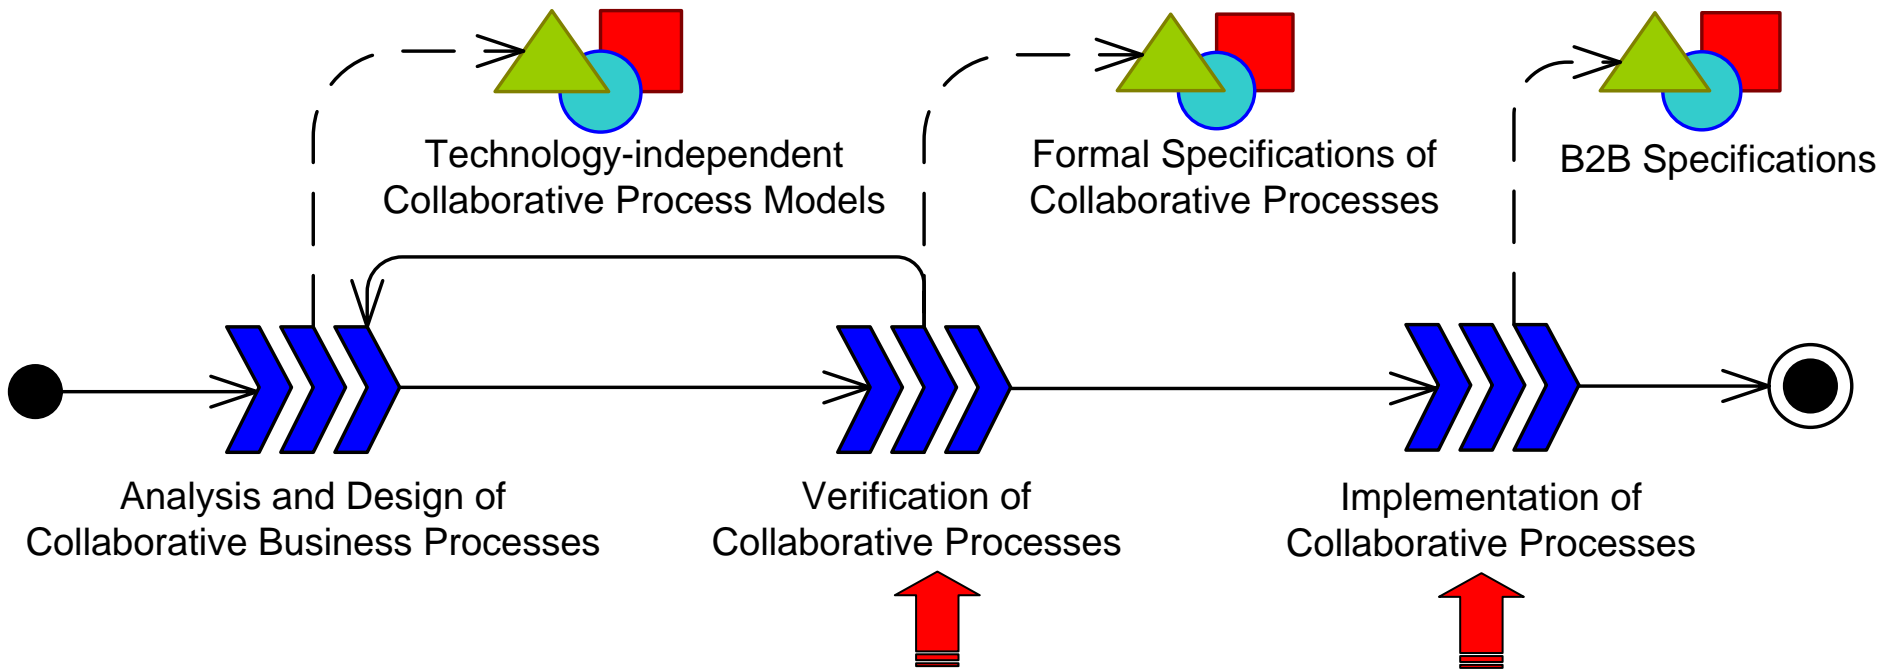 Technology-independent
Collaborative Process Models
Formal Specifications of
Collaborative Processes
B2B Specifications
Analysis and Design of
Collaborative Business Processes
Verification of
Collaborative Processes
Implementation of
Collaborative Processes